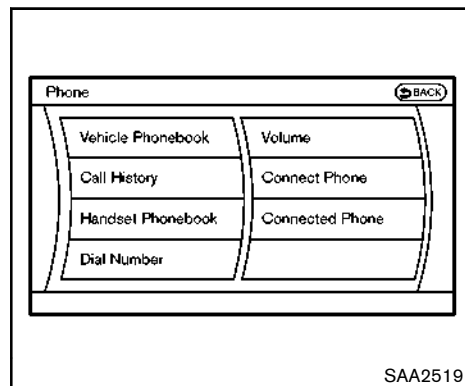 Phone
BACK
Vehicle Phonebook
Call History
Handset Phonebook
Dial Number
Volume
Connect Phone
Connected Phone
SAA2519